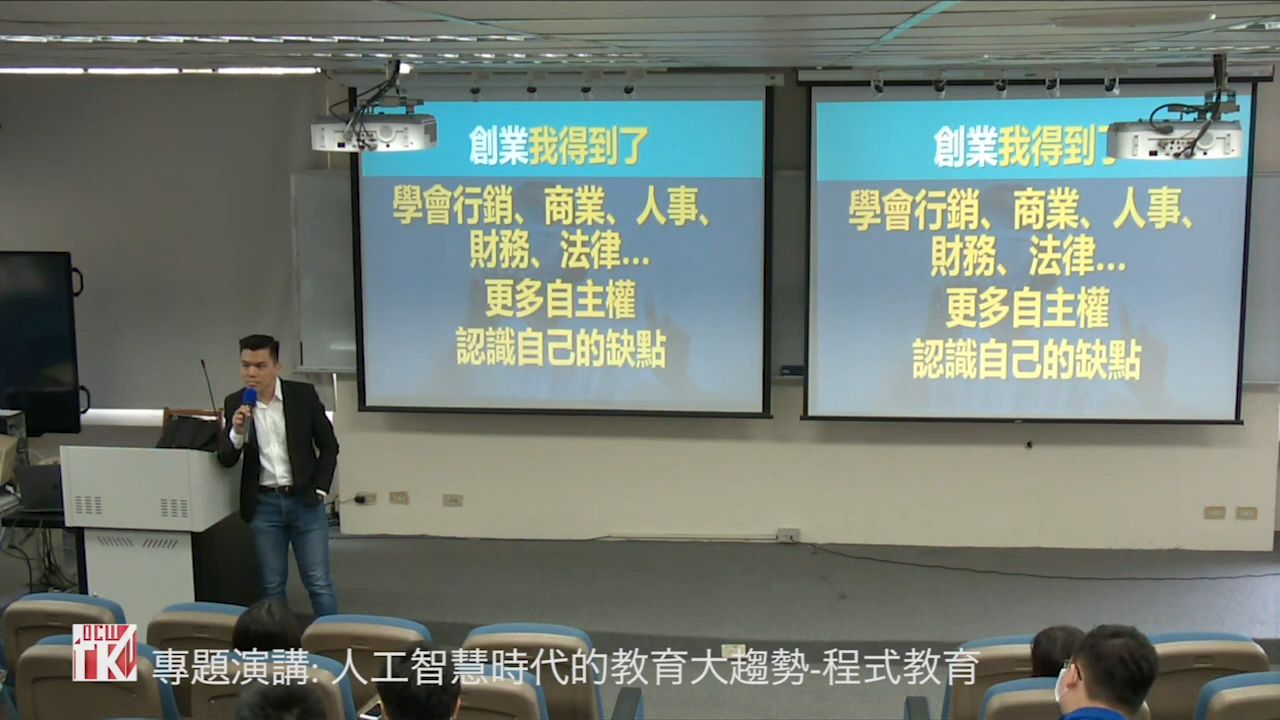 創業我得到了
學會行銷、商業、人事、
財務、法律...
更多自主權
認識自己的缺點
創業我得到了
學會行銷、商業、人事、
財務、法律...
更多自主權
認識自己的缺點
OCW
TK
專題演講: 人工智慧時代的教育大趨勢-程式教育